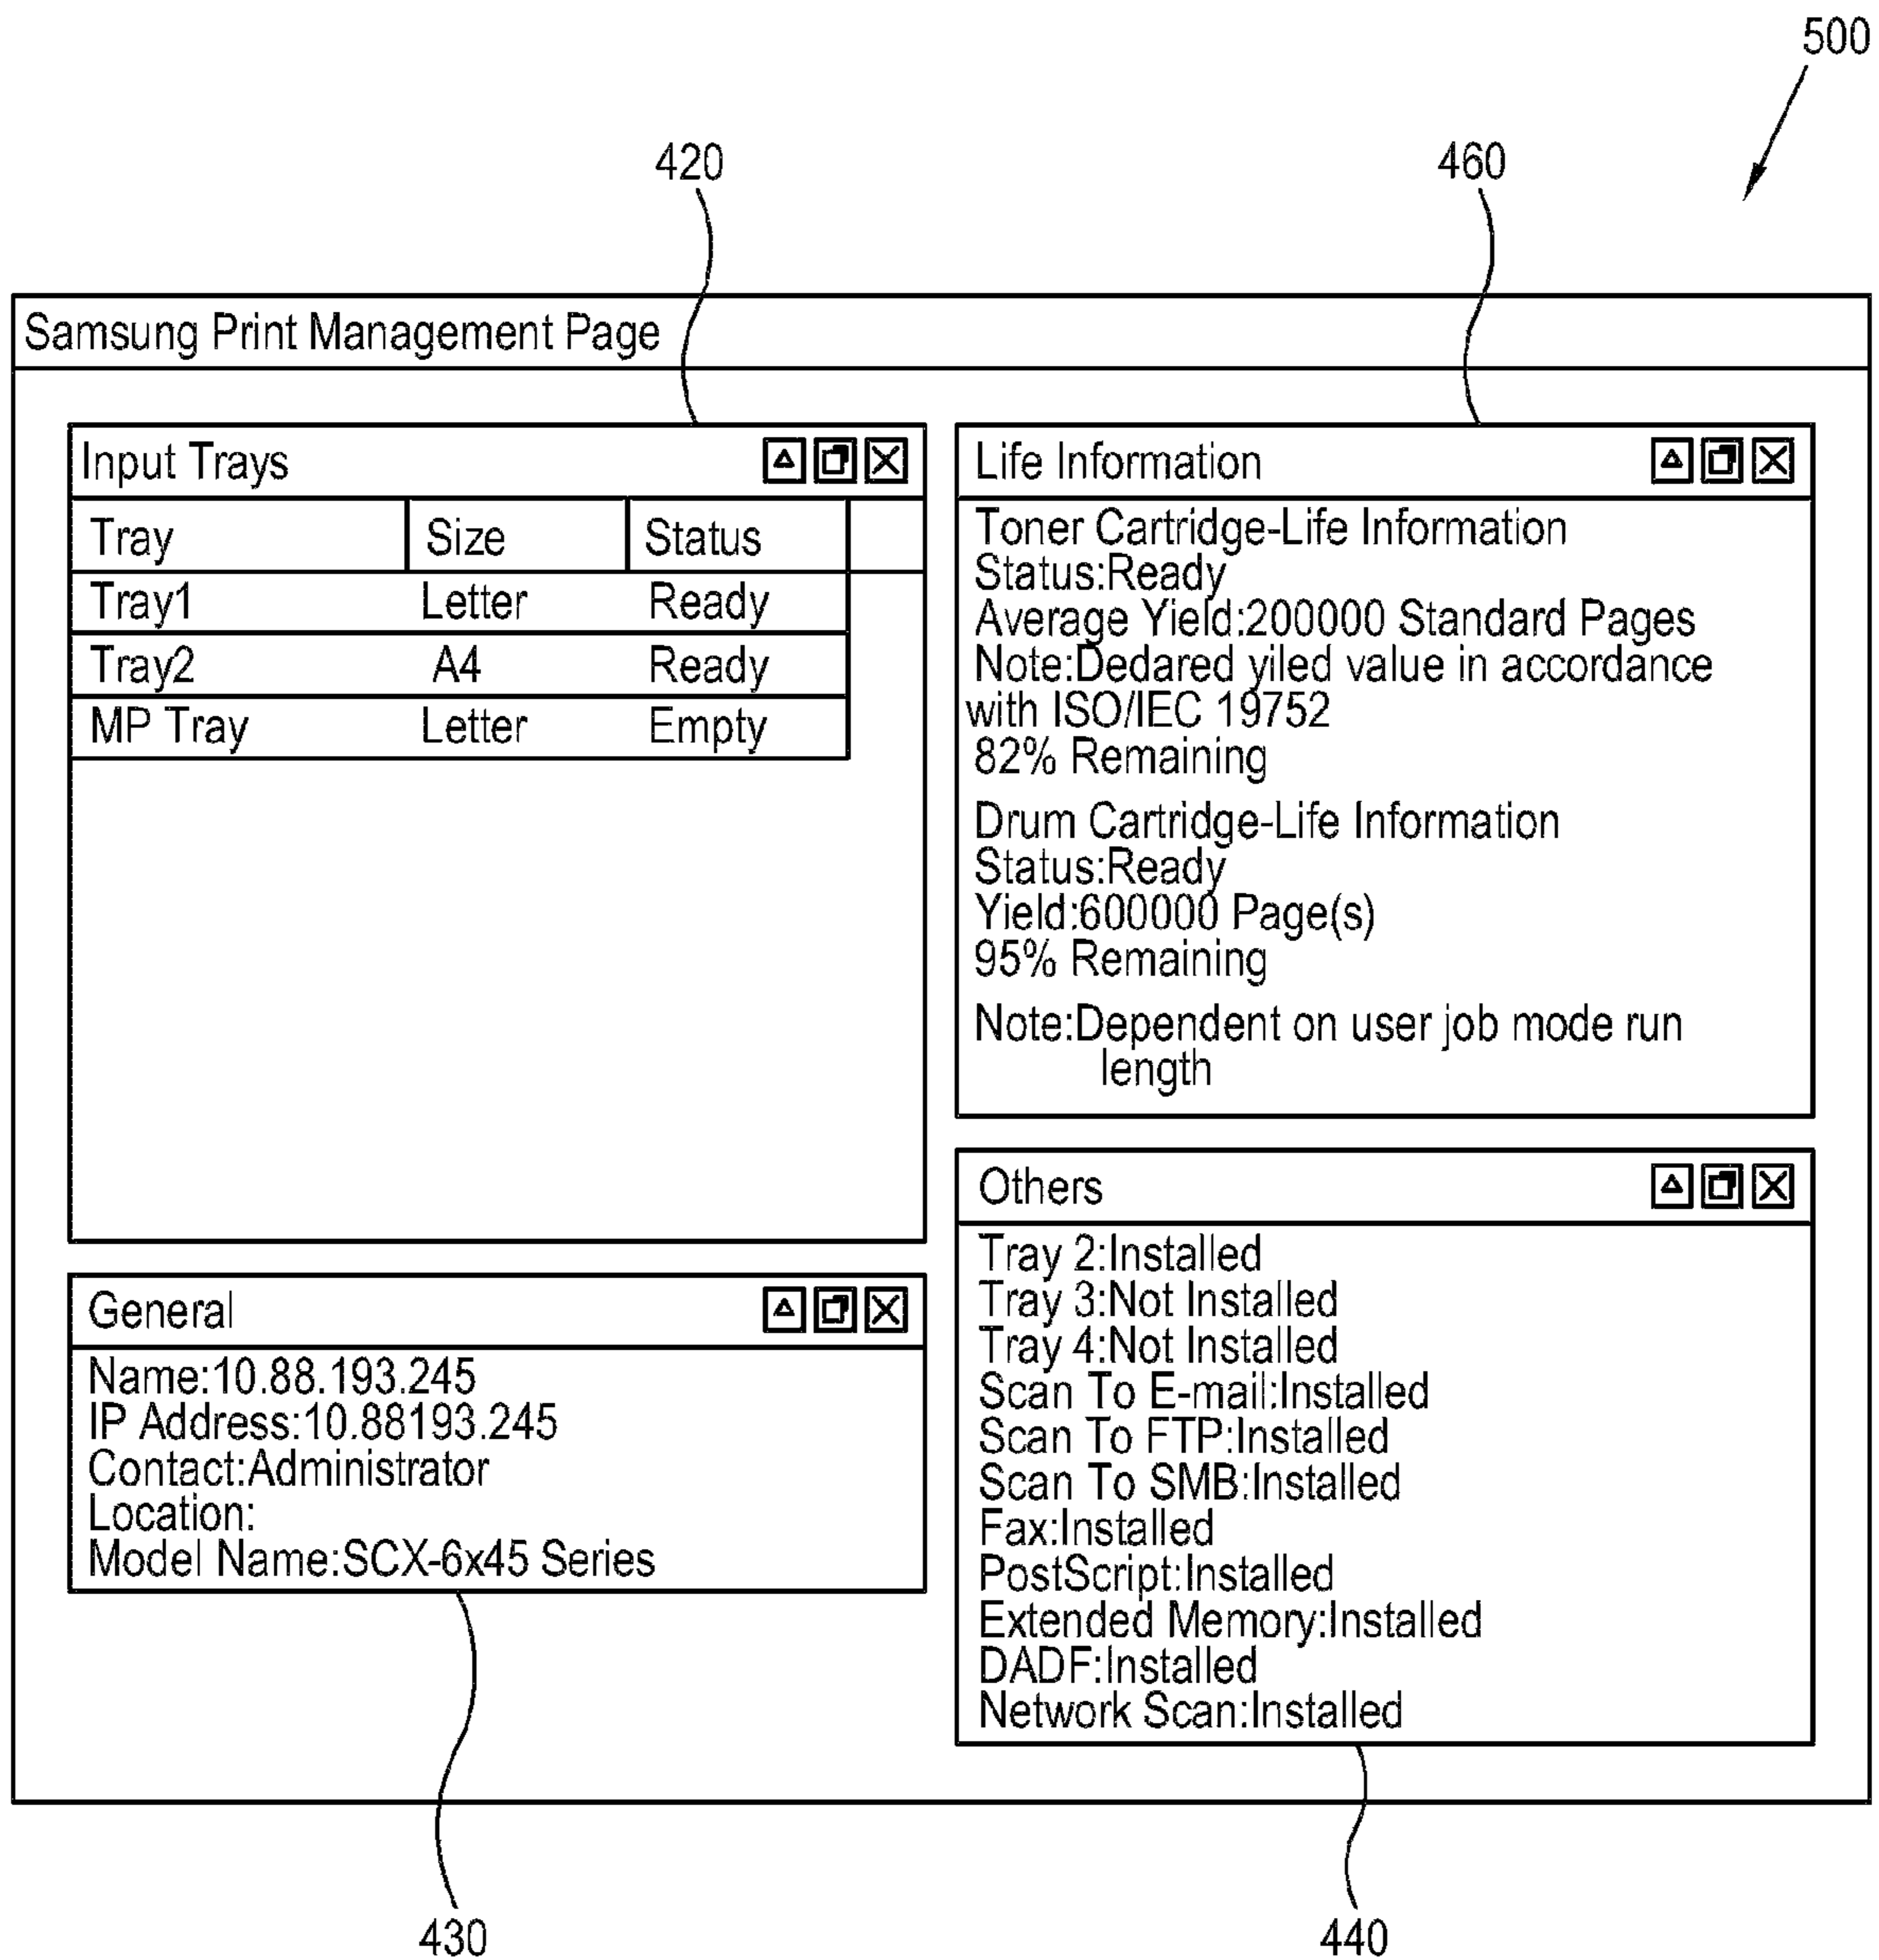 500
420
460
Samsung Print Management Page
Input Trays
Tray Size Status
Tray1 Letter Ready
Tray2 A4 Ready
MP Tray Letter Empty
General
Name:10.88.193.245
IP Address:10.88193.245
Contact:Administrator
Location:
Model Name:SCX-6x45 Series
Life Information
Toner Cartridge-Life Information
Status:Ready
Average Yield:200000 Standard Pages
Note:Dedared yiled value in accordance
with ISO/IEC 19752
82% Remaining
Drum Cartridge-Life Information
Status:Ready
Yield:600000 Page(s)
95% Remaining
Note:Dependent on user job mode run
length
Others
Tray 2:Installed
Tray 3:Not Installed
Tray 4:Not Installed
Scan To E-mail:Installed
Scan To FTP:Installed
Scan To SMB:Installed
Fax:Installed
PostScript:Installed
Extended Memory:Installed
DADF:Installed
Network Scan:Installed
430
440